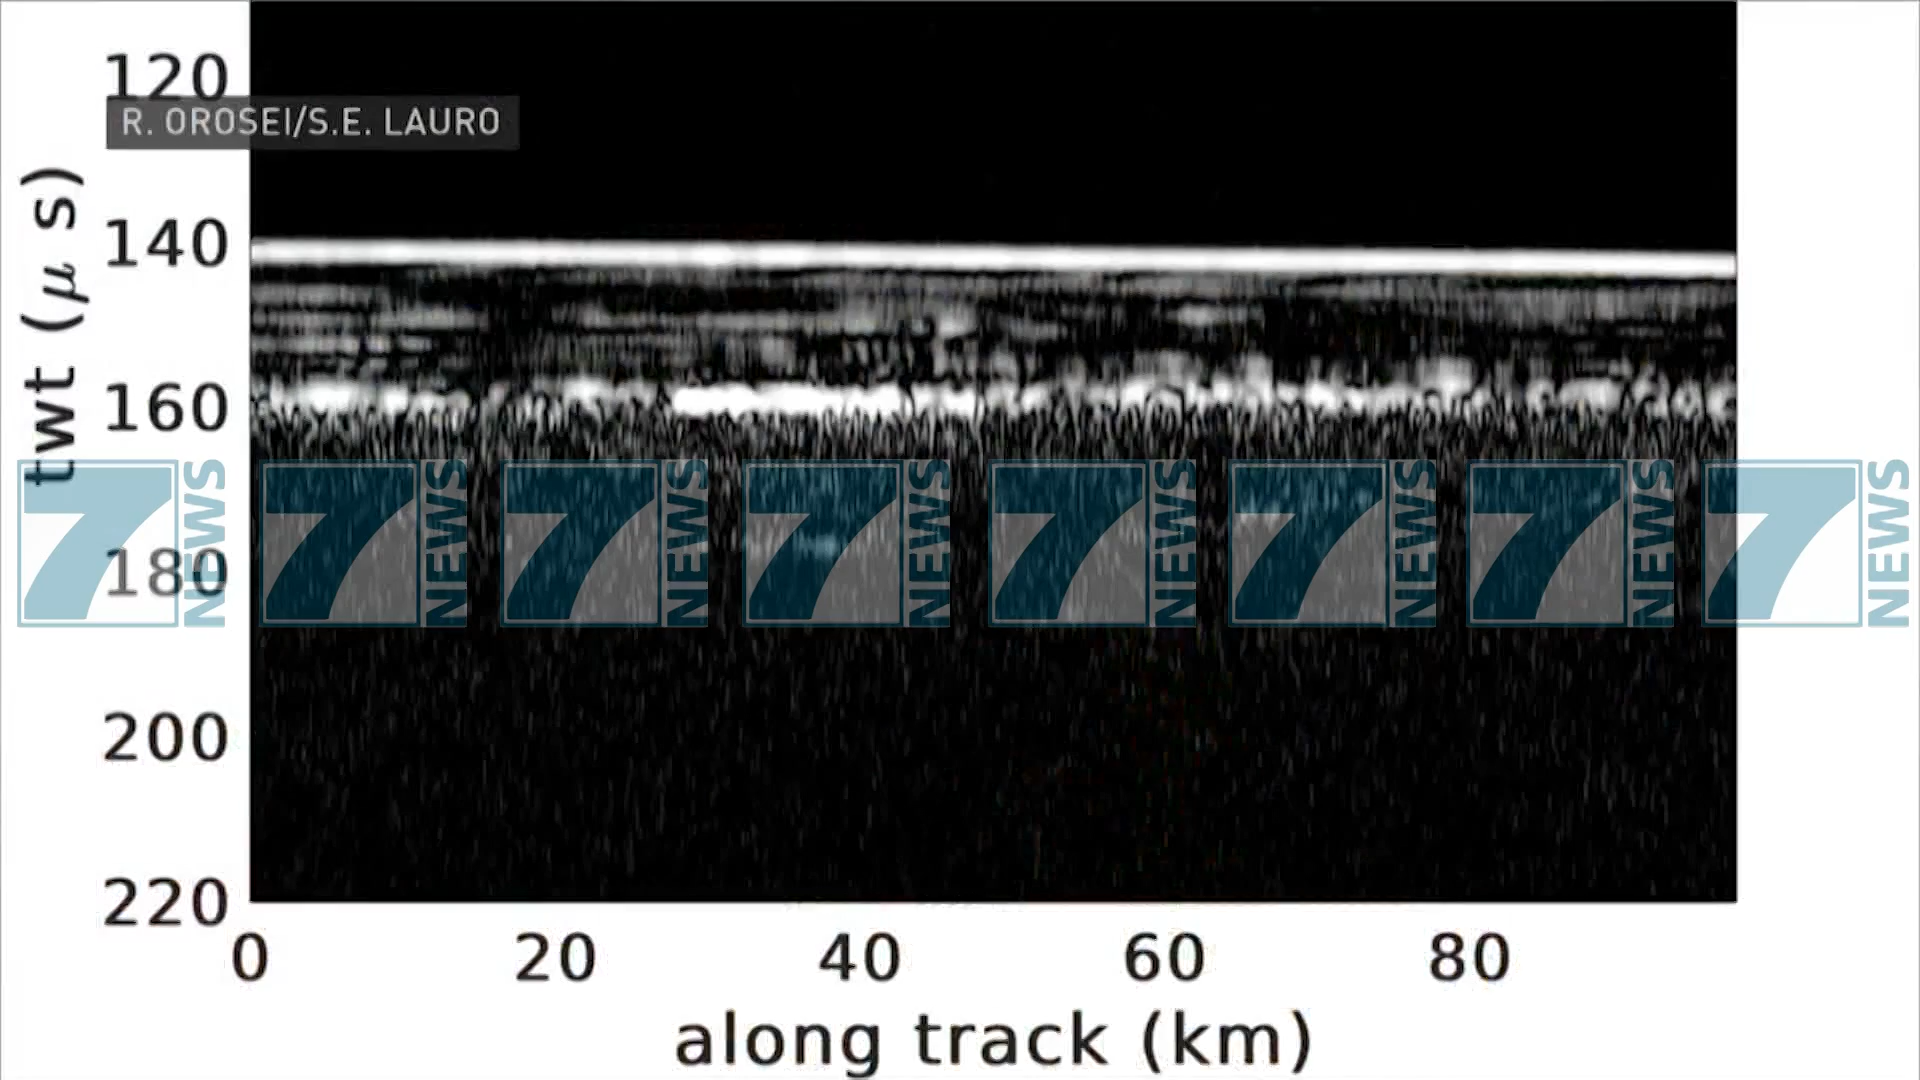 120
R. OROSEI/S.E. LAURO
140
160
180
200
220
twt (μ s)
7 NEWS 7 NEWS 7 NEWS 7 NEWS 7 NEWS 7 NEWS 7 NEWS 7 NEWS
0 20 40 60 80
along track (km)